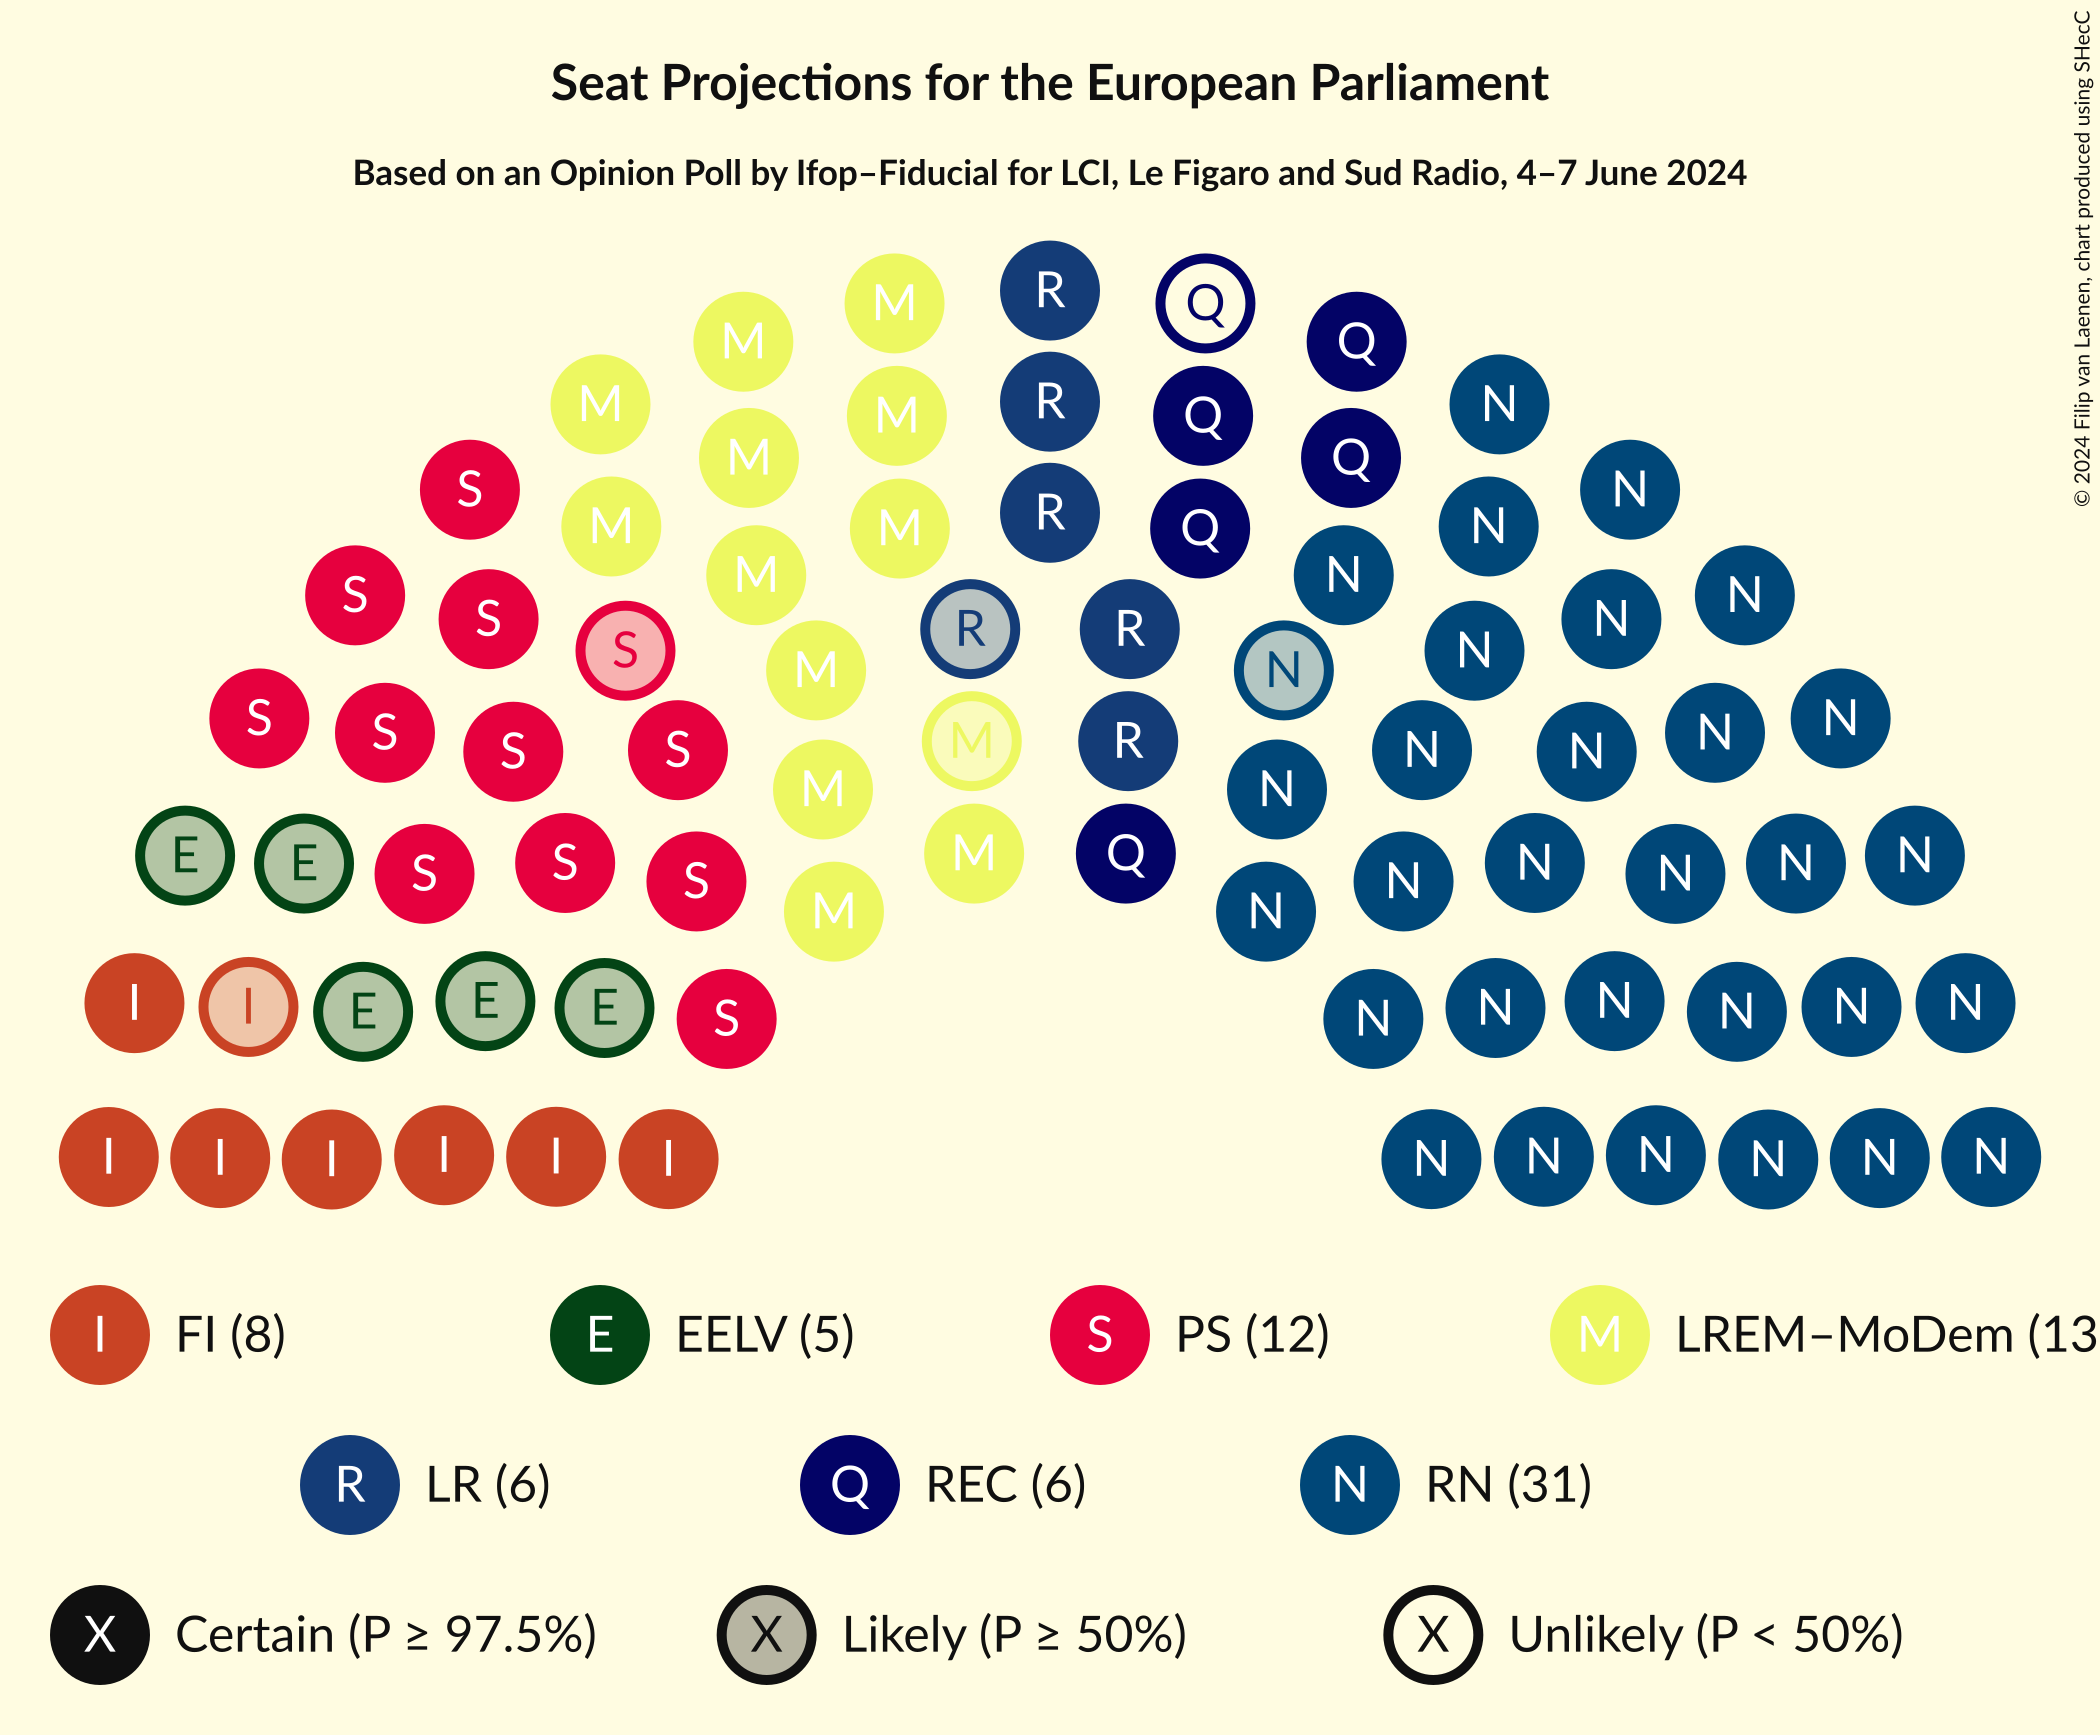 Seat Projections for the European Parliament
Based on an Opinion Poll by Ifop–Fiducial for LCI, Le Figaro and Sud Radio, 4–7 June 2024
© 2024 Filip van Laenen, chart produced using SHecC
R
M Q
M Q
R
M N
M Q
M Q
S N
R
M Q
M N
S M N
S S N N
R R
S N
M N
S S S S N N N N
M R
M N
E E S S S N N N N N
M Q
M N
I I E E E S N N N N N N
I I I I I I N N N N N N
I FI (8) E EELV (5) S PS (12) M LREM–MoDem (13
R LR (6) Q REC (6) N RN (31)
X Certain (P ≥ 97.5%) X Likely (P ≥ 50%) X Unlikely (P < 50%)